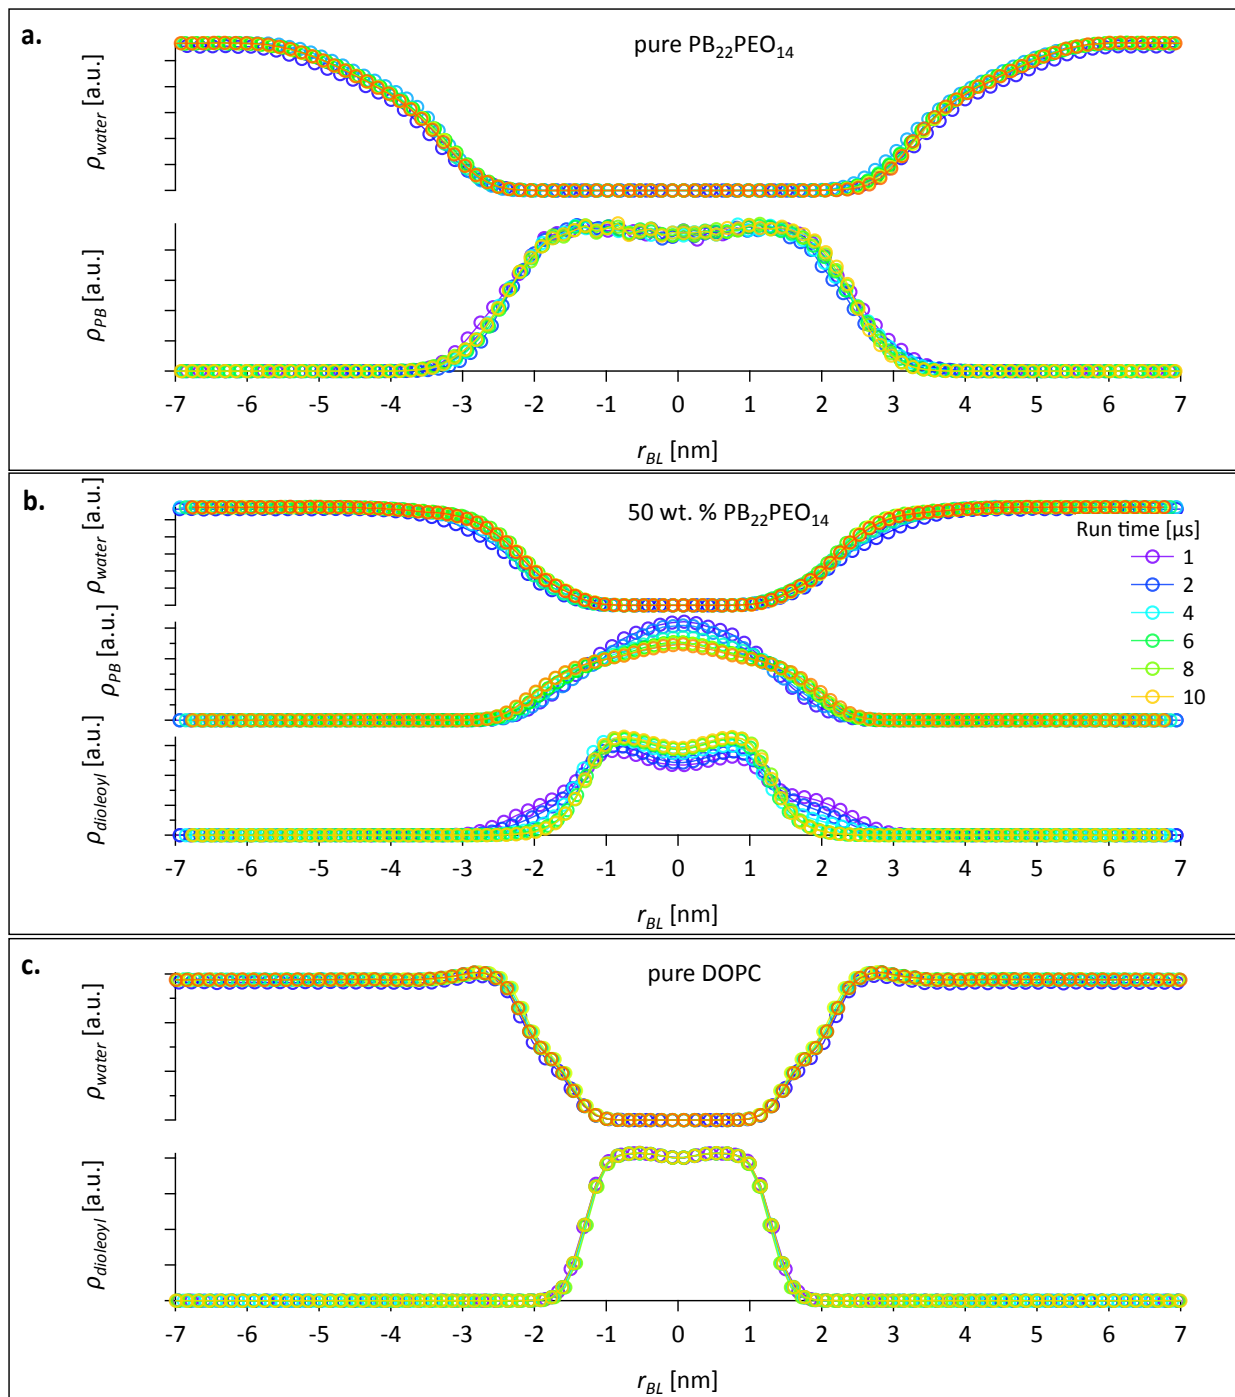 a.
pure PB₂₂PEO₁₄
ρwater [a.u.]
ρPB [a.u.]
-7 -6 -5 -4 -3 -2 -1 0 1 2 3 4 5 6 7
rBL [nm]
b.
50 wt. % PB₂₂PEO₁₄
ρwater [a.u.]
Run time [µs]
1
2
4
6
8
10
ρPB [a.u.]
ρdioleoyl [a.u.]
-7 -6 -5 -4 -3 -2 -1 0 1 2 3 4 5 6 7
rBL [nm]
c.
pure DOPC
ρwater [a.u.]
ρdioleoyl [a.u.]
-7 -6 -5 -4 -3 -2 -1 0 1 2 3 4 5 6 7
rBL [nm]